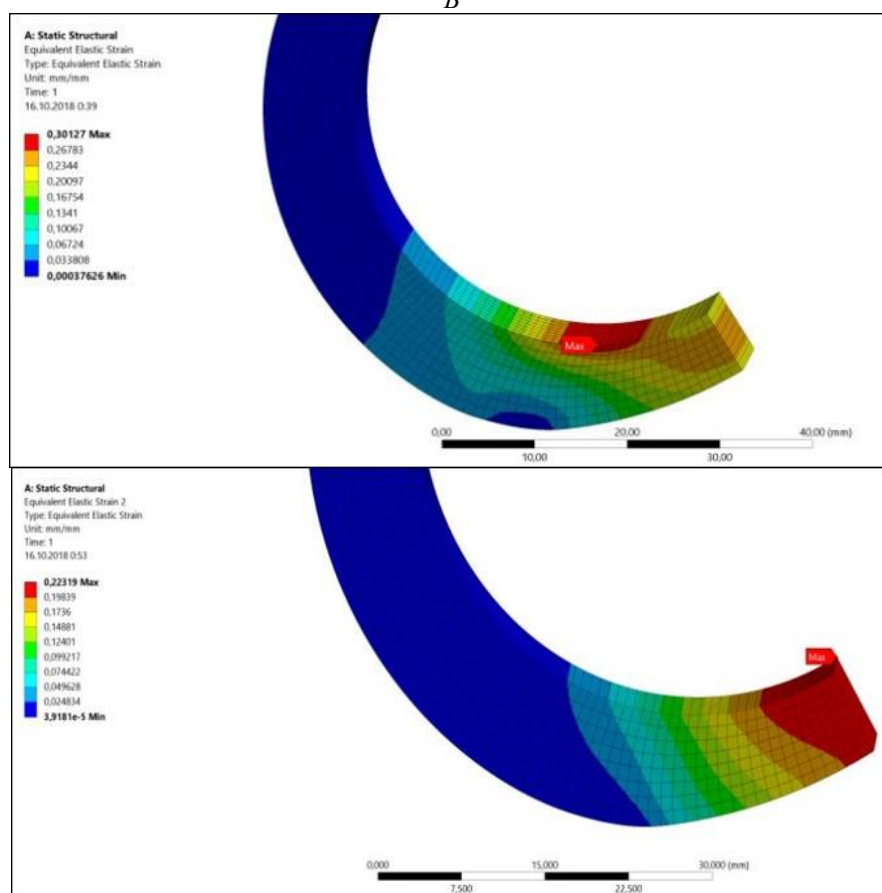 B
A: Static Structural
Equivalent Elastic Strain
Type: Equivalent Elastic Strain
Unit: mm/mm
Time: 1
16.10.2018 0:39
0,30127 Max
0,26783
0,2344
0,20097
0,16754
0,1341
0,10067
0,06724
0,033808
0,00037626 Min
Max
0,00 20,00 40,00 (mm)
10,00 30,00
A: Static Structural
Equivalent Elastic Strain 2
Type: Equivalent Elastic Strain
Unit: mm/mm
Time: 1
16.10.2018 0:53
0,22319 Max
0,19839
0,1736
0,14881
0,12401
0,099217
0,074422
0,049628
0,024834
3,9181e-5 Min
Max
0,000 15,000 30,000 (mm)
7,500 22,500